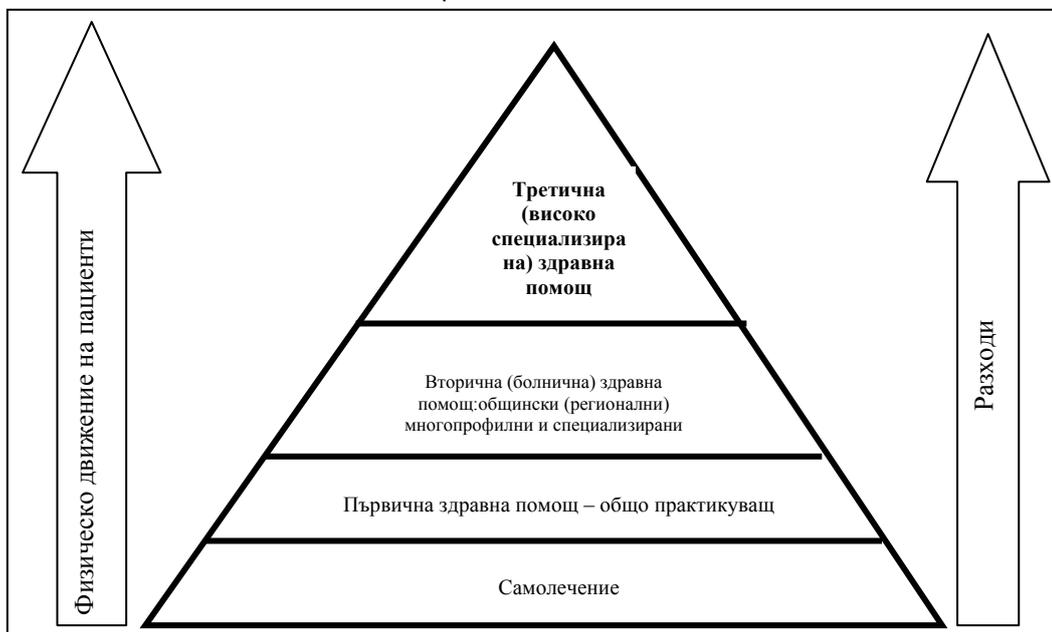 Физическо движение на пациенти
Третична
(високо
специализира
на) здравна
помощ
Вторична (болнична) здравна
помощ:общински (регионални)
многопрофилни и специализирани
Първична здравна помощ – общо практикуващ
Самолечение
Разходи